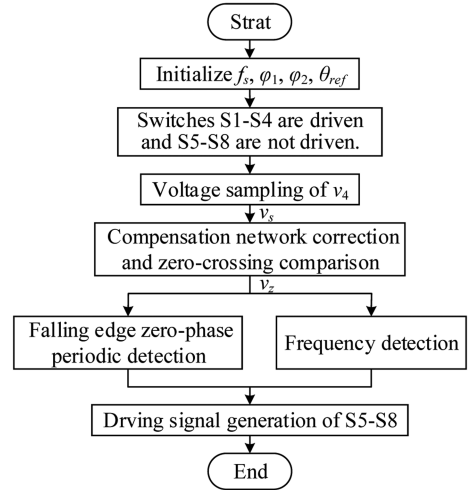 Strat
Initialize fs, φ1, φ2, θref
Switches S1-S4 are driven
and S5-S8 are not driven.
Voltage sampling of v4
vs
Compensation network correction
and zero-crossing comparison
vz
Falling edge zero-phase
periodic detection
Frequency detection
Drving signal generation of S5-S8
End